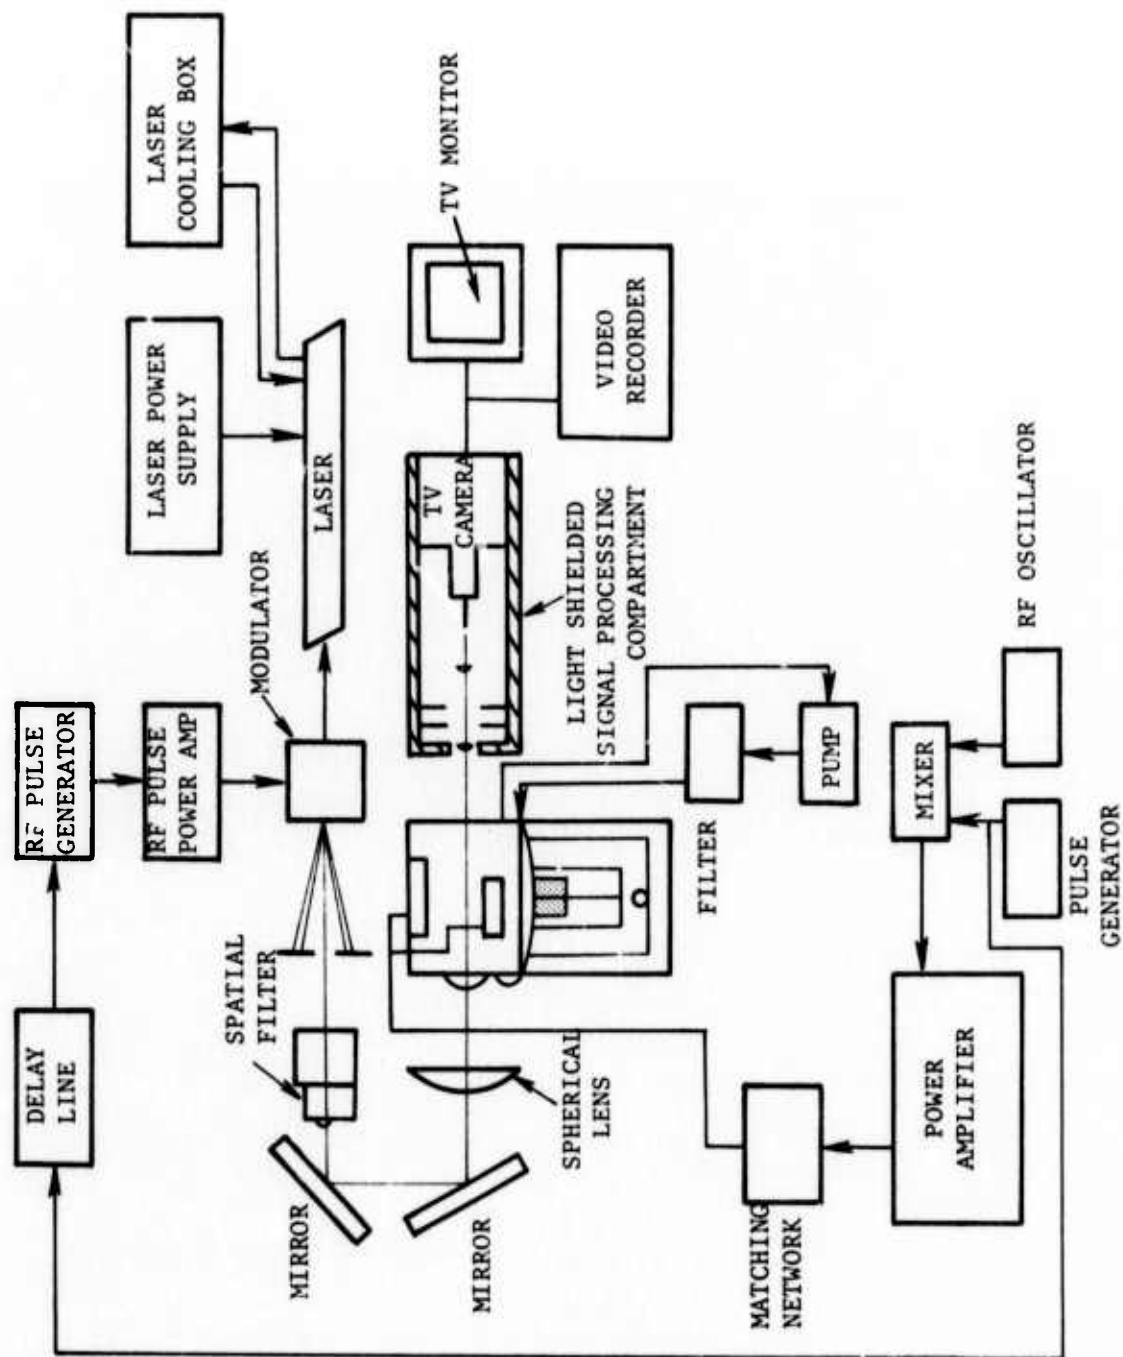 DELAY
LINE
RF PULSE
GENERATOR
RF PULSE
POWER AMP
LASER POWER
SUPPLY
LASER
COOLING BOX
SPATIAL
FILTER
MODULATOR
LASER
MIRROR
MIRROR
SPHERICAL
LENS
TV
CAMERA
TV MONITOR
LIGHT SHIELDED
SIGNAL PROCESSING
COMPARTMENT
VIDEO
RECORDER
FILTER
PUMP
MATCHING
NETWORK
POWER
AMPLIFIER
MIXER
PULSE
GENERATOR
RF OSCILLATOR